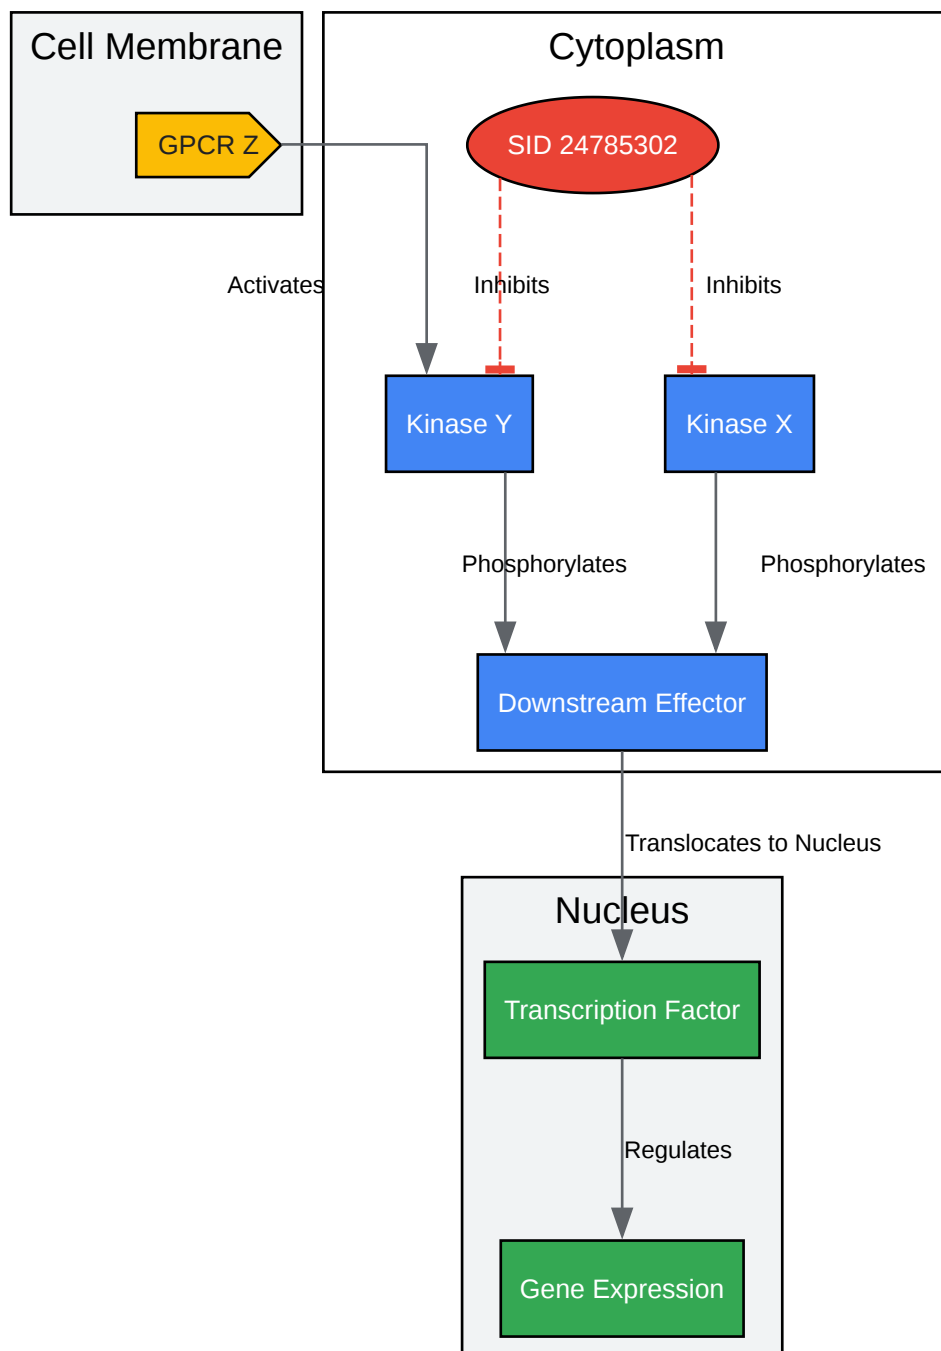 Cell Membrane
Cytoplasm
GPCR Z
SID 24785302
Activates
Inhibits
Inhibits
Kinase Y
Kinase X
Phosphorylates
Phosphorylates
Downstream Effector
Translocates to Nucleus
Nucleus
Transcription Factor
Regulates
Gene Expression